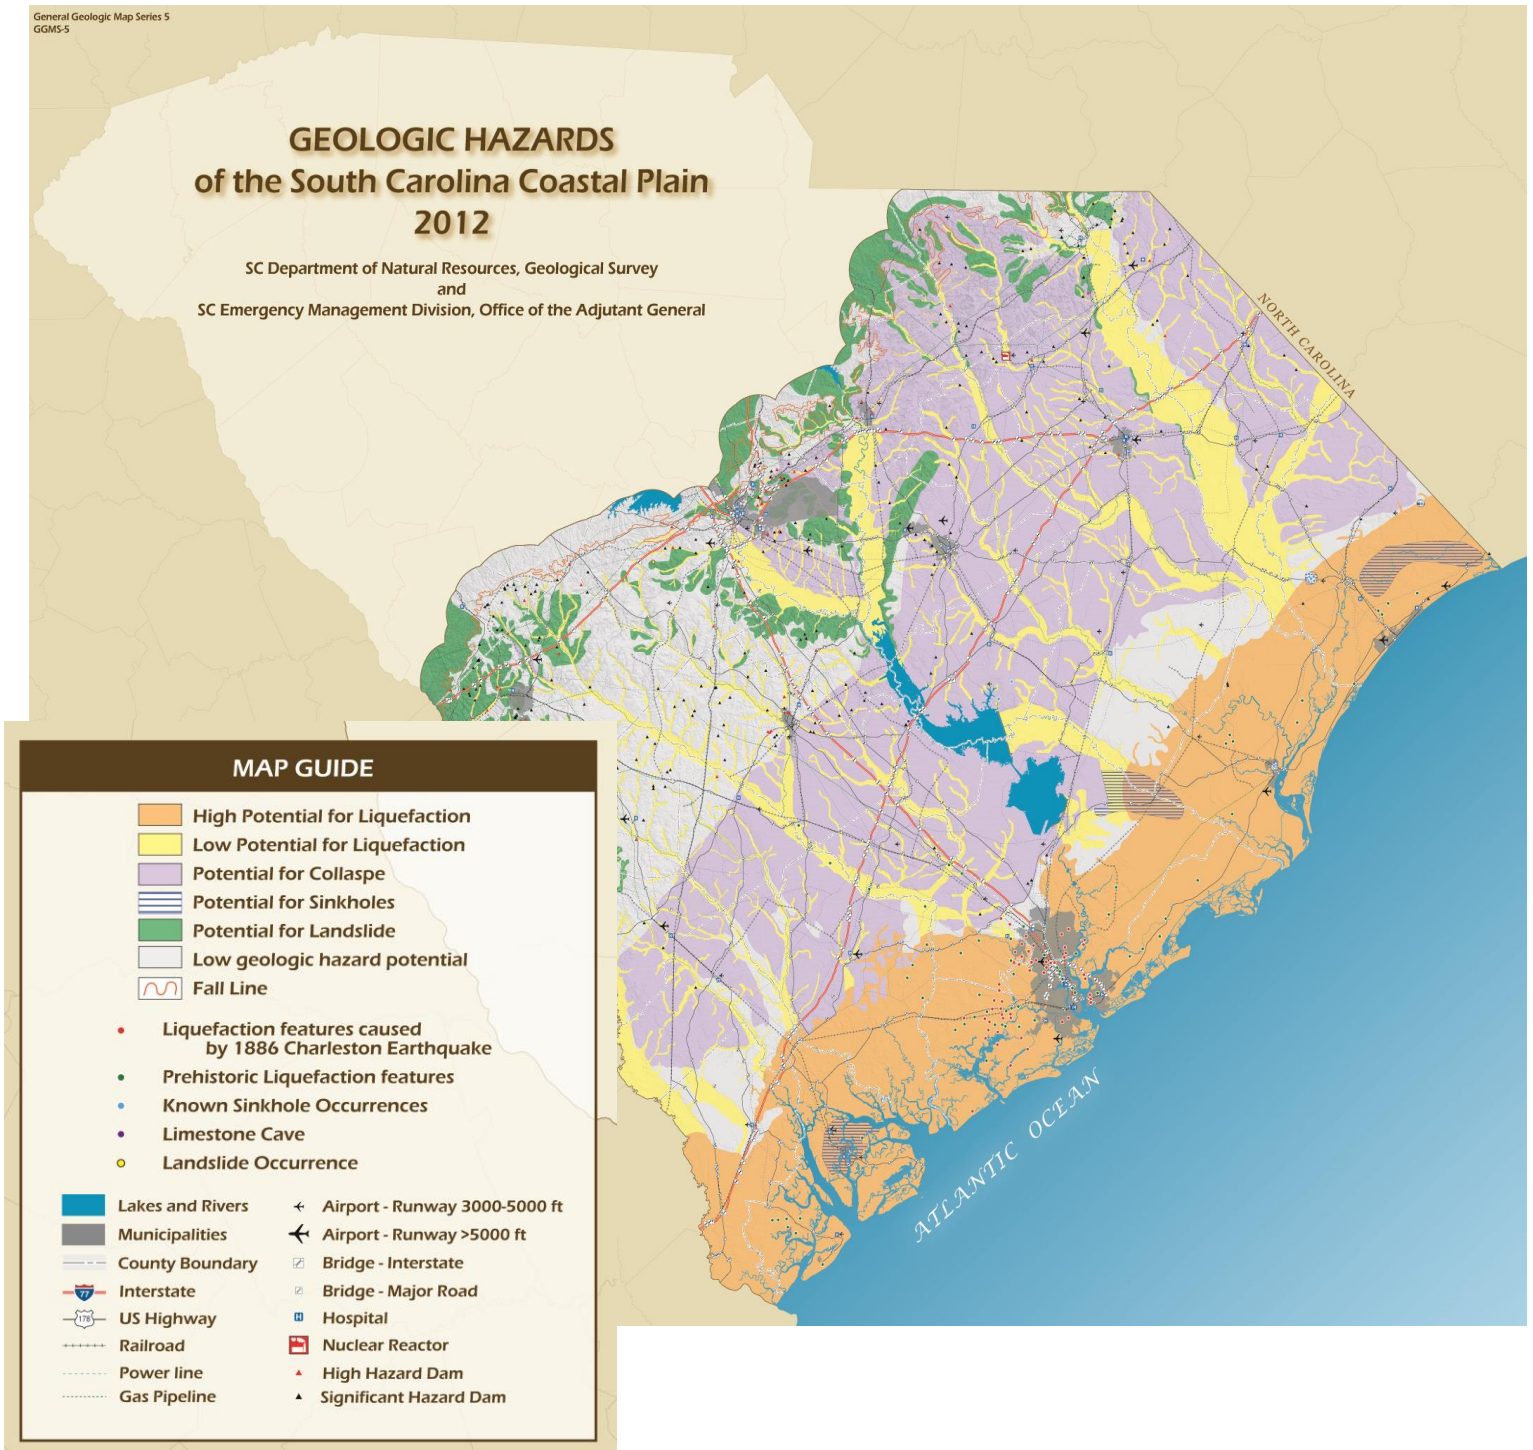 General Geologic Map Series 5
GGMS-5
GEOLOGIC HAZARDS
of the South Carolina Coastal Plain
2012
SC Department of Natural Resources, Geological Survey
and
SC Emergency Management Division, Office of the Adjutant General
NORTH CAROLINA
ATLANTIC OCEAN
MAP GUIDE
High Potential for Liquefaction
Low Potential for Liquefaction
Potential for Collaspe
Potential for Sinkholes
Potential for Landslide
Low geologic hazard potential
Fall Line
Liquefaction features caused
by 1886 Charleston Earthquake
Prehistoric Liquefaction features
Known Sinkhole Occurrences
Limestone Cave
Landslide Occurrence
Lakes and Rivers
Municipalities
County Boundary
77 Interstate
178 US Highway
Railroad
Power line
Gas Pipeline
Airport - Runway 3000-5000 ft
Airport - Runway >5000 ft
Bridge - Interstate
Bridge - Major Road
H Hospital
Nuclear Reactor
High Hazard Dam
Significant Hazard Dam